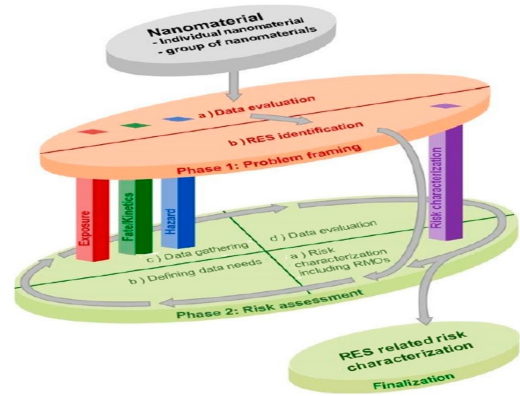 Nanomaterial
- Individual nanomaterial
- group of nanomaterials
a) Data evaluation
b) RES identification
Phase 1: Problem framing
Exposure
Fate/Kinetics
Hazard
Risk characterization
c) Data gathering
d) Data evaluation
b) Defining data needs
a) Risk
characterization
including RMO's
Phase 2: Risk assessment
RES related risk
characterization
Finalization